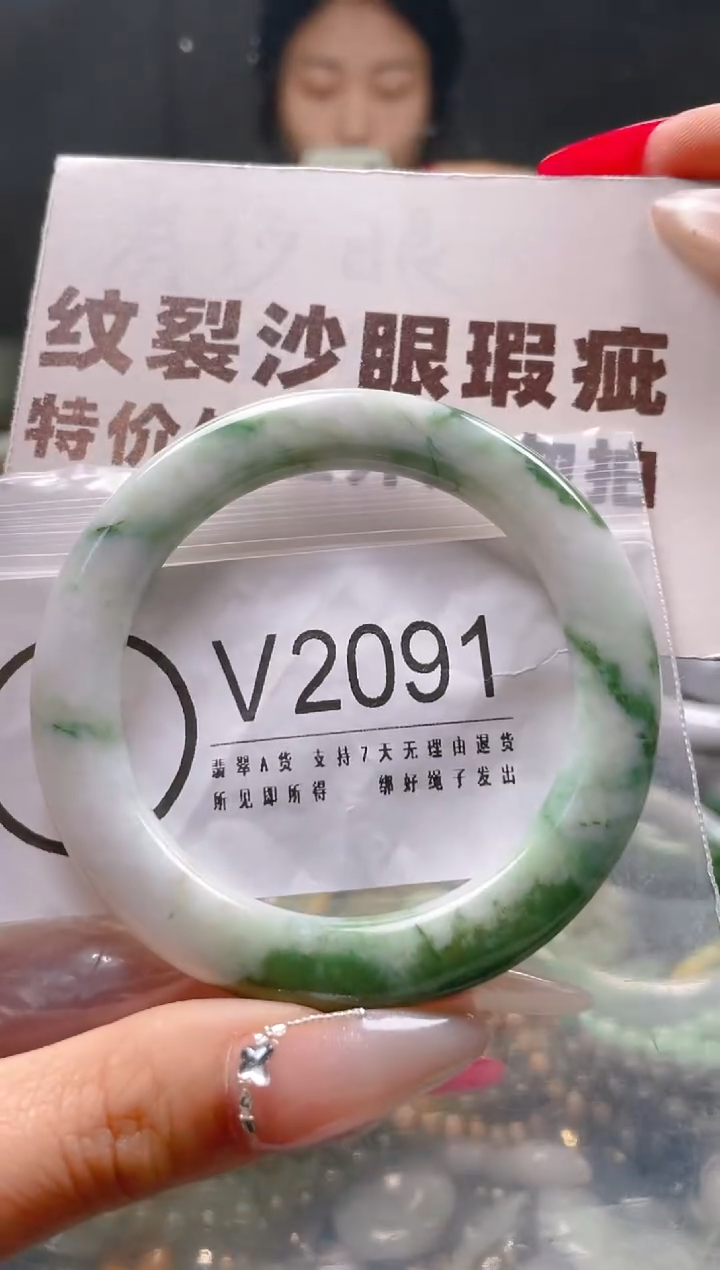 纹裂沙眼瑕疵
特价
V2091
翡翠A货 支持7天无理由退货
所见即所得 绑好绳子发出